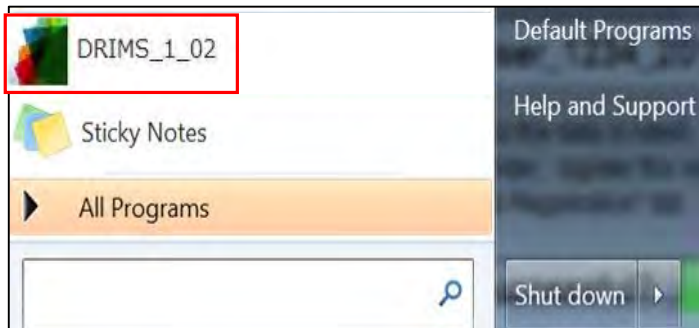 DRIMS_1_02
Sticky Notes
All Programs
Default Programs
Help and Support
Shut down